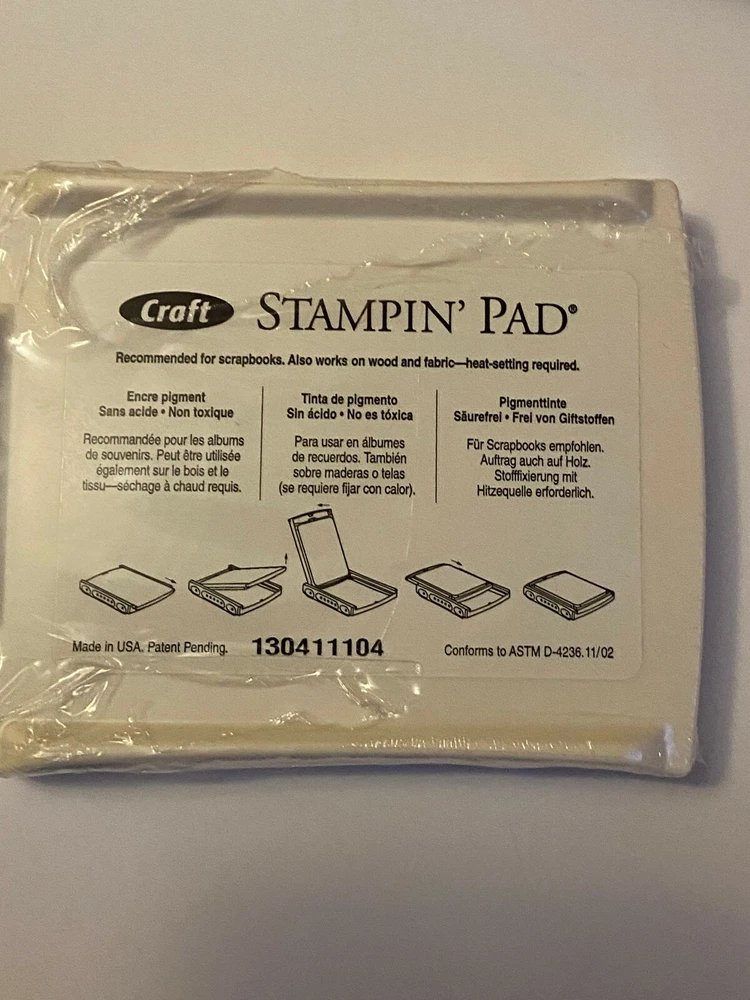 Craft STAMPIN' PAD®
Recommended for scrapbooks. Also works on wood and fabric—heat-setting required.
Encre pigment
Sans acide • Non toxique
Recommandée pour les albums
de souvenirs. Peut être utilisée
également sur le bois et le
tissu—séchage à chaud requis.
Tinta de pigmento
Sin ácido • No es tóxica
Para usar en álbumes
de recuerdos. También
sobre maderas o telas
(se requiere fijar con calor).
Pigmenttinte
Säurefrei • Frei von Giftstoffen
Für Scrapbooks empfohlen.
Auftrag auch auf Holz.
Stofffixierung mit
Hitzequelle erforderlich.
Made in USA. Patent Pending.
130411104
Conforms to ASTM D-4236.11/02